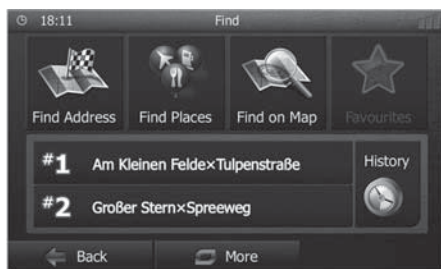 18:11 Find
Find Address Find Places Find on Map Favourites
#1 Am Kleinen Felde×Tulpenstraße History
#2 Großer Stern×Spreeweg
Back More